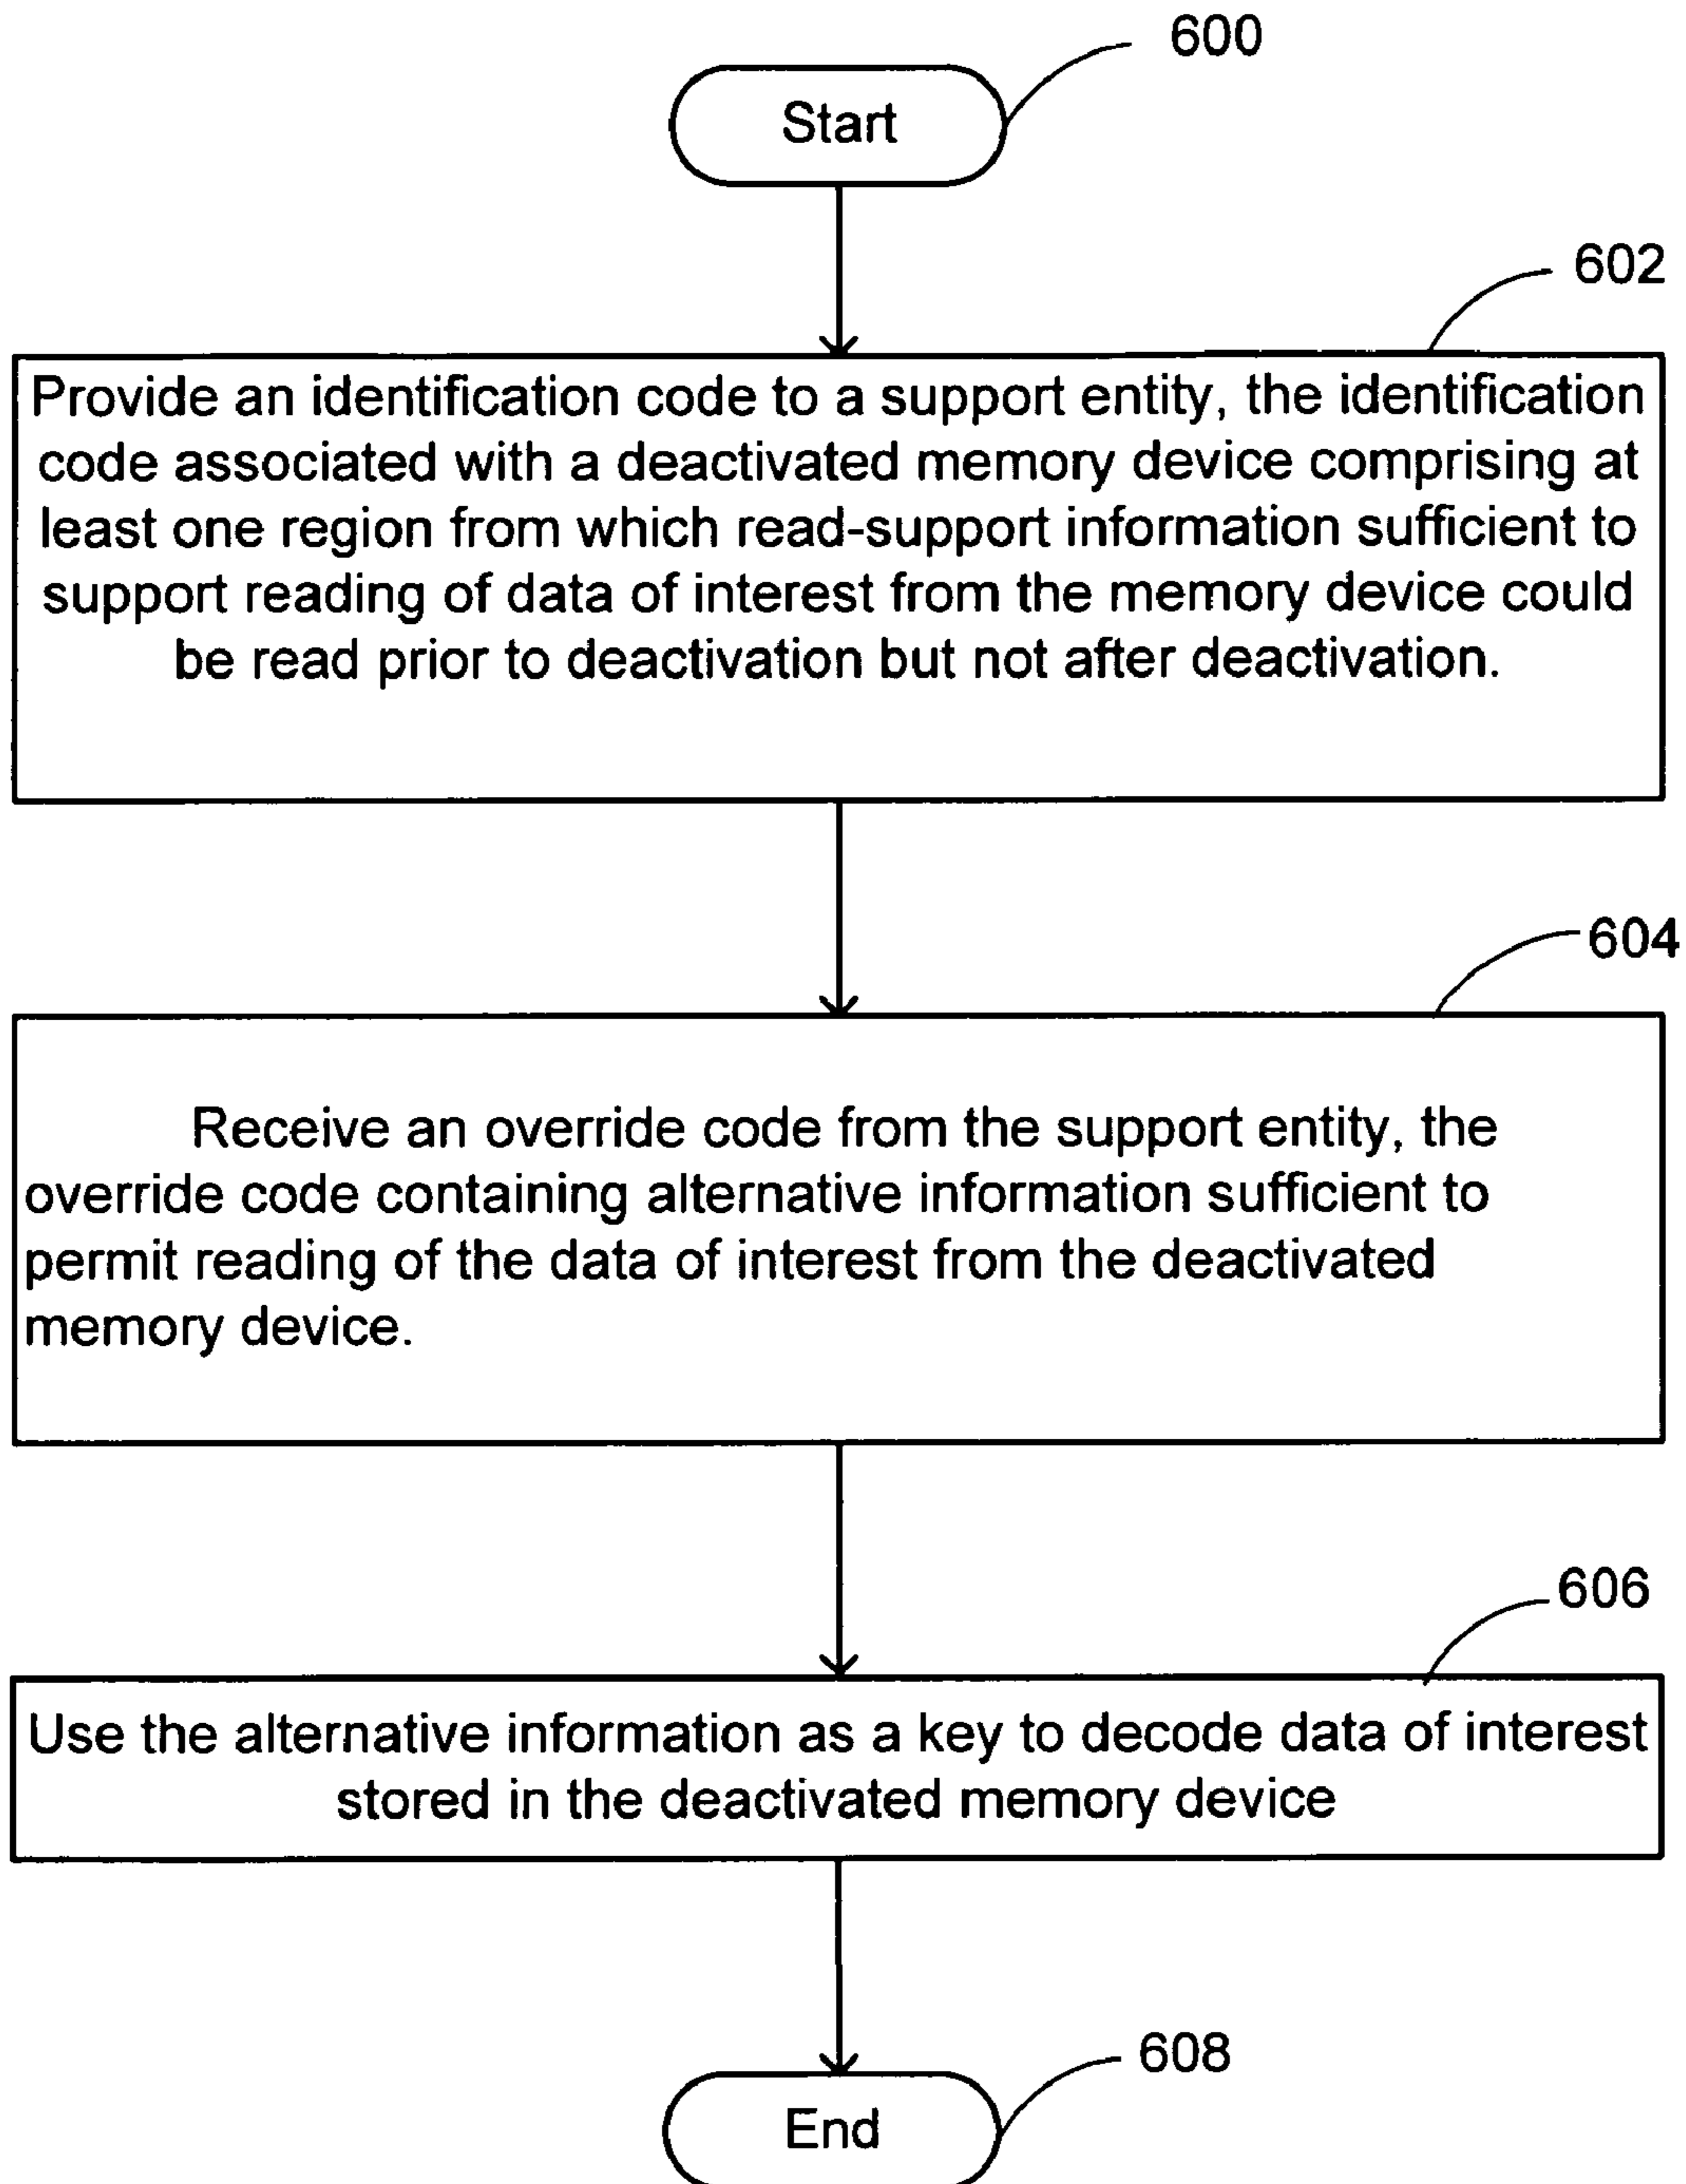 600
Start
602
Provide an identification code to a support entity, the identification
code associated with a deactivated memory device comprising at
least one region from which read-support information sufficient to
support reading of data of interest from the memory device could
be read prior to deactivation but not after deactivation.
604
Receive an override code from the support entity, the
override code containing alternative information sufficient to
permit reading of the data of interest from the deactivated
memory device.
606
Use the alternative information as a key to decode data of interest
stored in the deactivated memory device
608
End